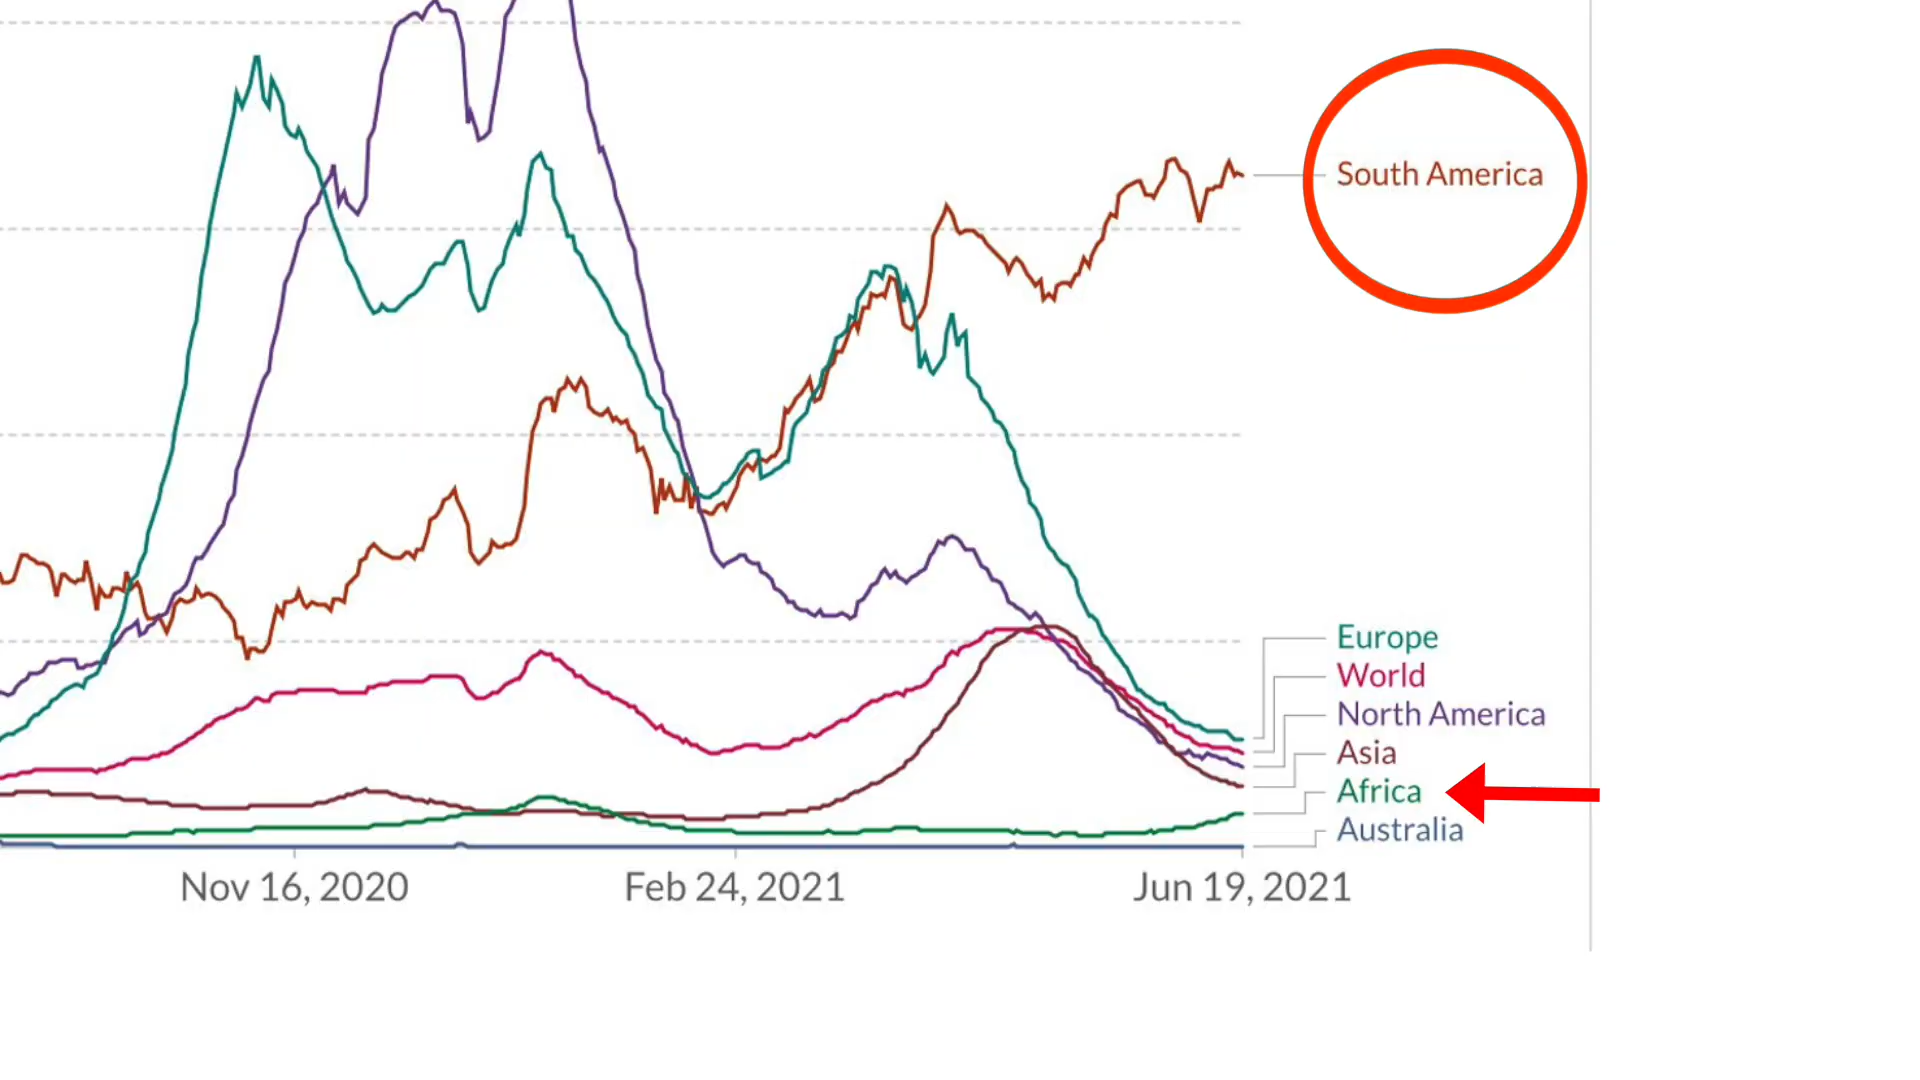 South America
Europe
World
North America
Asia
Africa
Australia
Nov 16, 2020
Feb 24, 2021
Jun 19, 2021